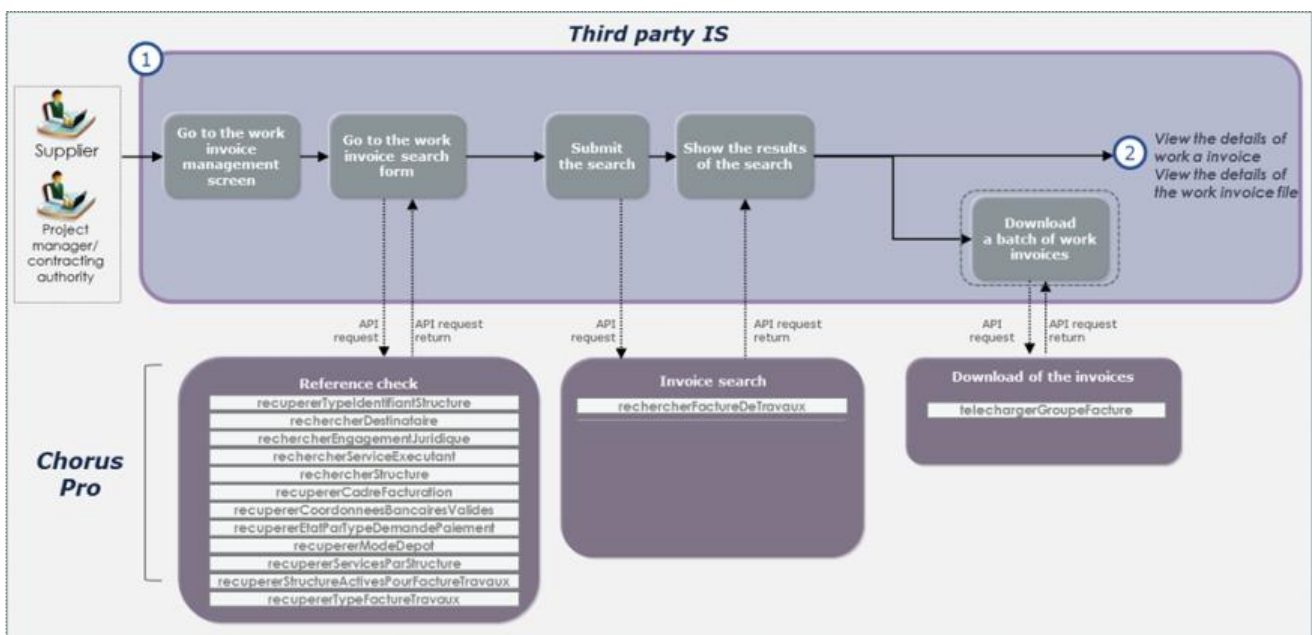 Third party IS
1
Supplier
Project
manager/
contracting
authority
Go to the work
invoice
management
screen
Go to the work
invoice search
form
Submit
the search
Show the results
of the search
2
View the details of
work a invoice
View the details of
the work invoice file
Download
a batch of work
invoices
API
request
API request
return
API
request
API request
return
API
request
API request
return
Chorus
Pro
Reference check
recupererTypeIdentifiantStructure
rechercherDestinataire
rechercherEngagementJuridique
rechercherServiceExecutant
rechercherStructure
recupererCadreFacturation
recupererCoordonneesBancairesValides
recupererEtatParTypeDemandePaiement
recupererModeDepot
recupererServicesParStructure
recupererStructureActivesPourFactureTravaux
recupererTypeFactureTravaux
Invoice search
rechercherFactureDeTravaux
Download of the invoices
telechargerGroupeFacture